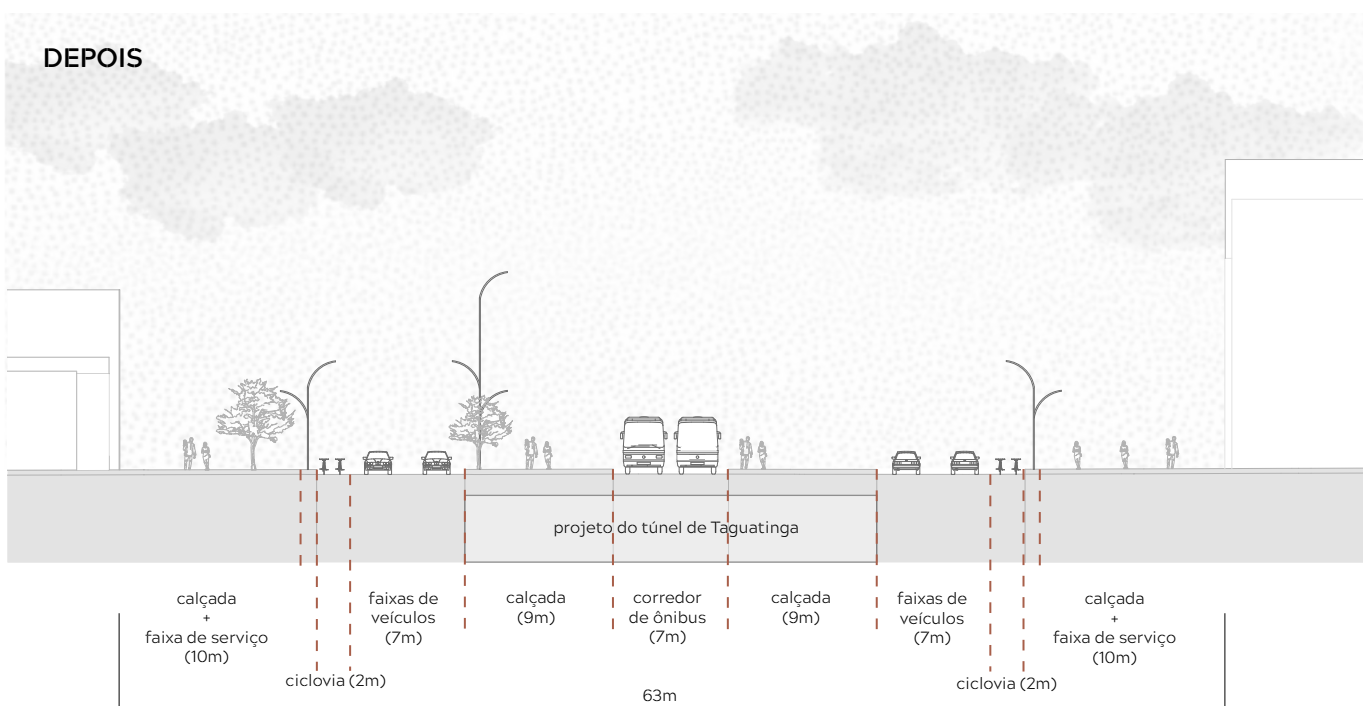 DEPOIS
projeto do túnel de Taguatinga
calçada
+
faixa de serviço
(10m)
ciclovia (2m)
faixas de
veículos
(7m)
calçada
(9m)
corredor
de ônibus
(7m)
calçada
(9m)
faixas de
veículos
(7m)
ciclovia (2m)
calçada
+
faixa de serviço
(10m)
63m